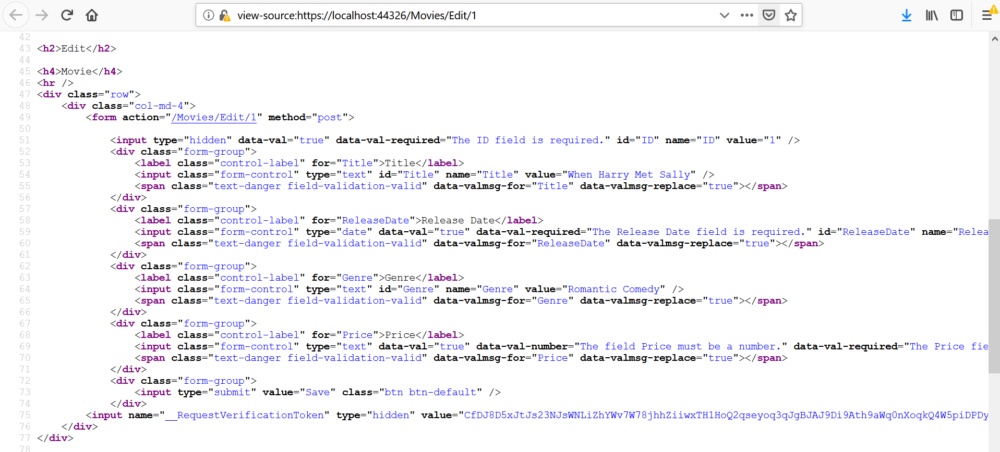 view-source:https://localhost:44326/Movies/Edit/1
42
43 <h2>Edit</h2>
44
45 <h4>Movie</h4>
46 <hr />
47 <div class="row">
48     <div class="col-md-4">
49         <form action="/Movies/Edit/1" method="post">
50
51             <input type="hidden" data-val="true" data-val-required="The ID field is required." id="ID" name="ID" value="1" />
52             <div class="form-group">
53                 <label class="control-label" for="Title">Title</label>
54                 <input class="form-control" type="text" id="Title" name="Title" value="When Harry Met Sally" />
55                 <span class="text-danger field-validation-valid" data-valmsg-for="Title" data-valmsg-replace="true"></span>
56             </div>
57             <div class="form-group">
58                 <label class="control-label" for="ReleaseDate">Release Date</label>
59                 <input class="form-control" type="date" data-val="true" data-val-required="The Release Date field is required." id="ReleaseDate" name="Relea
60                 <span class="text-danger field-validation-valid" data-valmsg-for="ReleaseDate" data-valmsg-replace="true"></span>
61             </div>
62             <div class="form-group">
63                 <label class="control-label" for="Genre">Genre</label>
64                 <input class="form-control" type="text" id="Genre" name="Genre" value="Romantic Comedy" />
65                 <span class="text-danger field-validation-valid" data-valmsg-for="Genre" data-valmsg-replace="true"></span>
66             </div>
67             <div class="form-group">
68                 <label class="control-label" for="Price">Price</label>
69                 <input class="form-control" type="text" data-val="true" data-val-number="The field Price must be a number." data-val-required="The Price fie
70                 <span class="text-danger field-validation-valid" data-valmsg-for="Price" data-valmsg-replace="true"></span>
71             </div>
72             <div class="form-group">
73                 <input type="submit" value="Save" class="btn btn-default" />
74             </div>
75         <input name="__RequestVerificationToken" type="hidden" value="CfDJ8D5xJtJs23NJsWNLiZhYWv7W78jhhZiiwxTH1HoQ2qseyoq3qJgBJAJ9Di9Ath9aWq0nXoqkQ4W5piDPDy
76     </div>
77 </div>
78